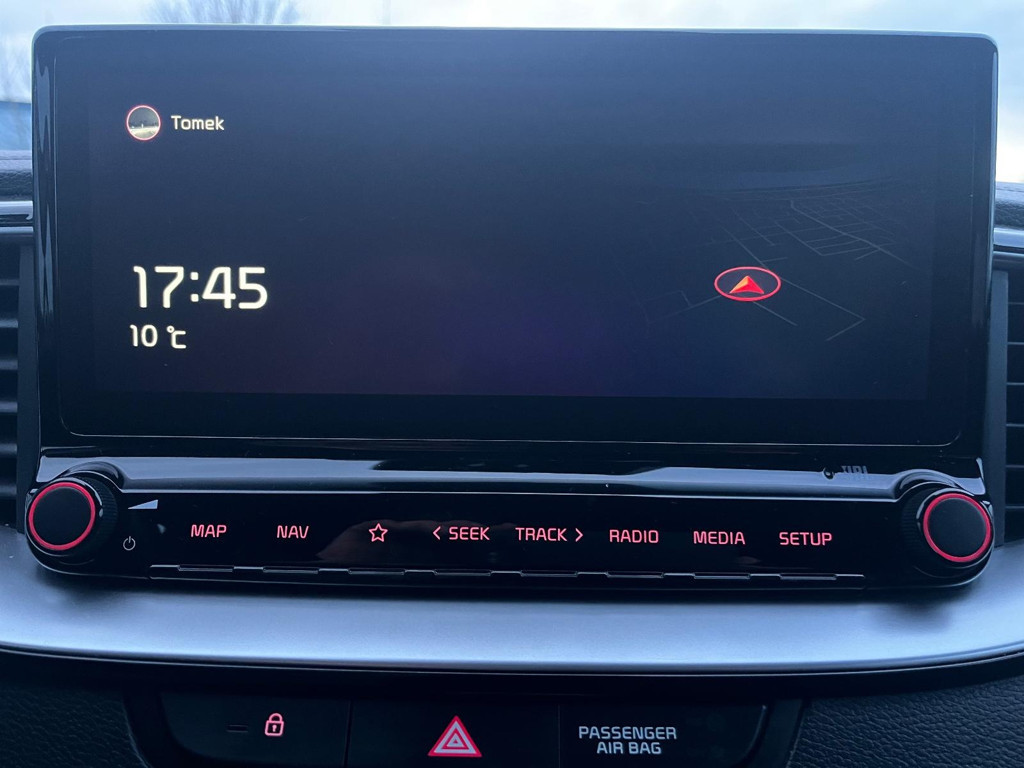 Tomek
17:45
10 °C
MAP NAV < SEEK TRACK > RADIO MEDIA SETUP
PASSENGER
AIR BAG